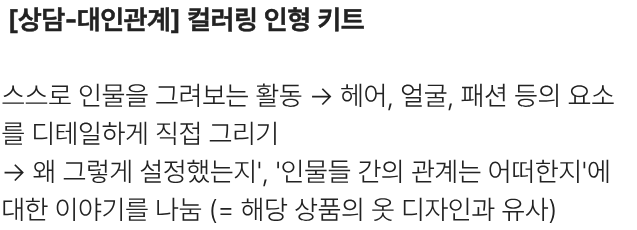 [상담-대인관계] 컬러링 인형 키트
스스로 인물을 그려보는 활동 → 헤어, 얼굴, 패션 등의 요소
를 디테일하게 직접 그리기
→ 왜 그렇게 설정했는지', '인물들 간의 관계는 어떠한지'에
대한 이야기를 나눔 (= 해당 상품의 옷 디자인과 유사)